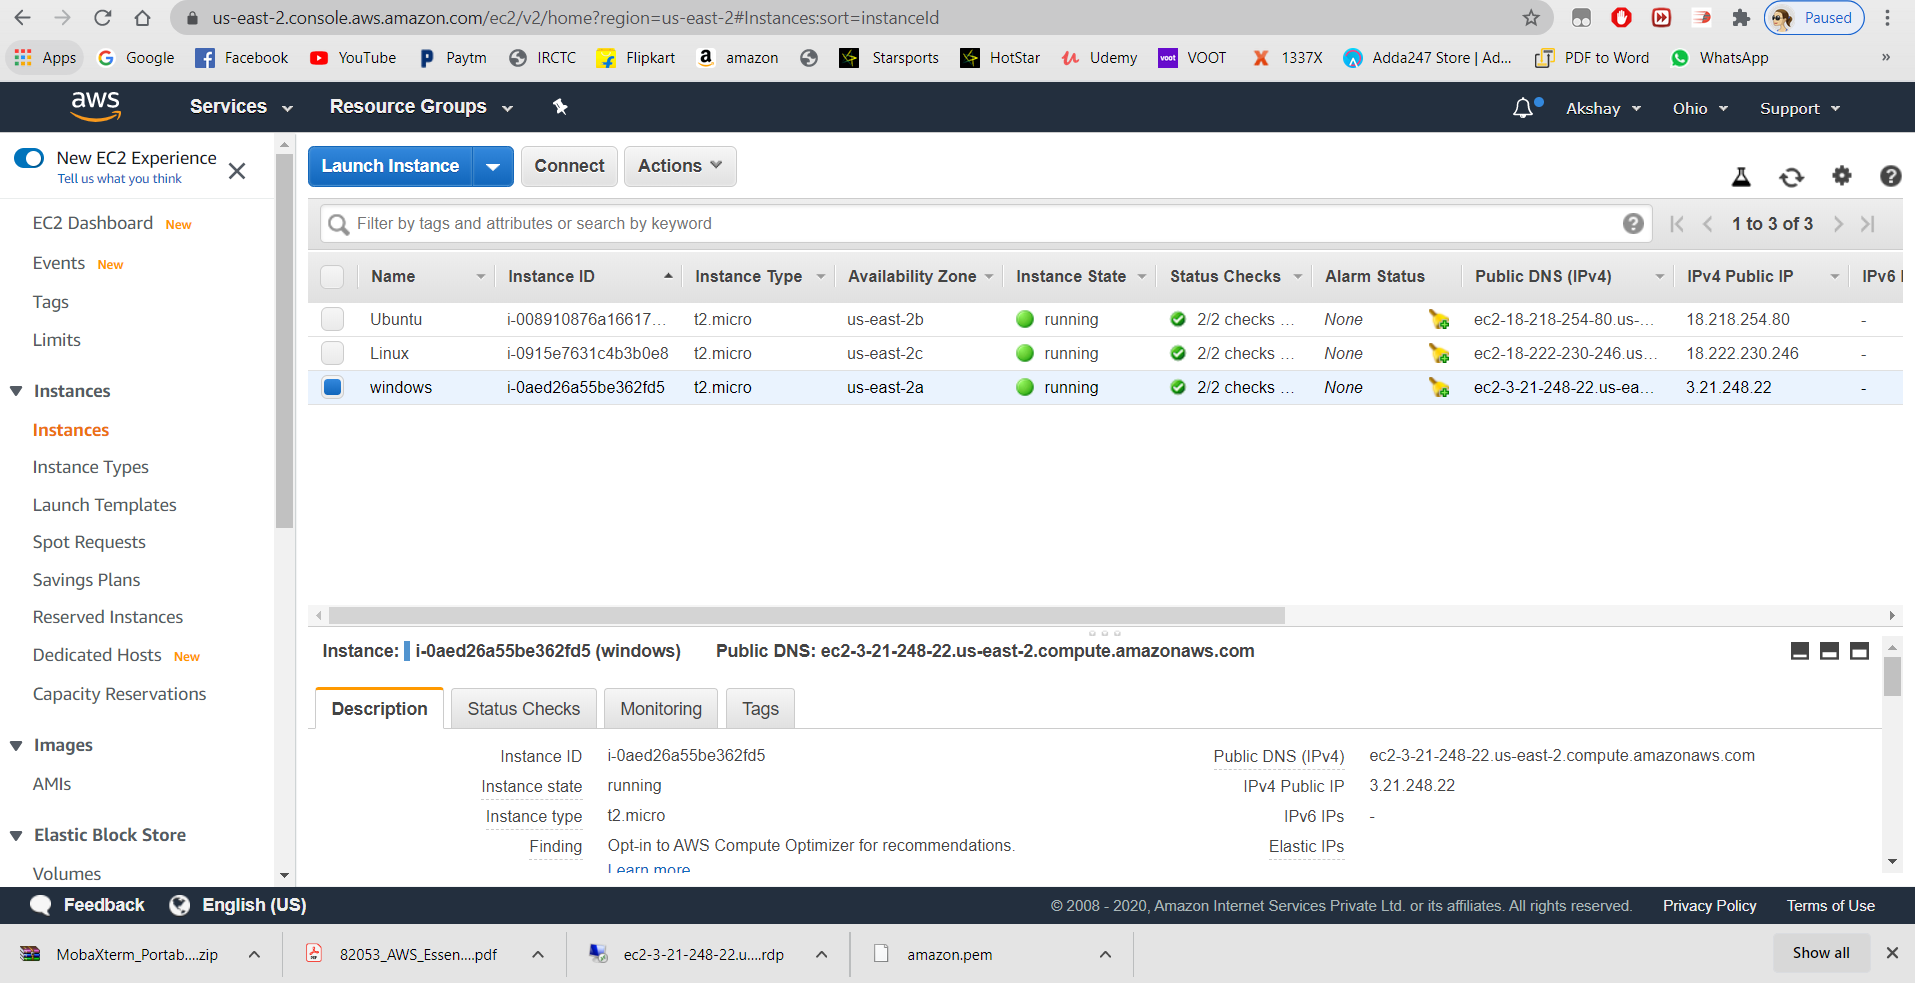 us-east-2.console.aws.amazon.com/ec2/v2/home?region=us-east-2#Instances:sort=instanceId
Paused
Apps Google Facebook YouTube Paytm IRCTC Flipkart amazon Starsports HotStar Udemy VOOT 1337X Adda247 Store | Ad... PDF to Word WhatsApp »
aws Services Resource Groups Akshay Ohio Support
New EC2 Experience
Tell us what you think
EC2 Dashboard New
Events New
Tags
Limits
Instances
Instances
Instance Types
Launch Templates
Spot Requests
Savings Plans
Reserved Instances
Dedicated Hosts New
Capacity Reservations
Images
AMIs
Elastic Block Store
Volumes
Launch Instance Connect Actions
Filter by tags and attributes or search by keyword 1 to 3 of 3
Name Instance ID Instance Type Availability Zone Instance State Status Checks Alarm Status Public DNS (IPv4) IPv4 Public IP IPv6
Ubuntu i-008910876a16617... t2.micro us-east-2b running 2/2 checks ... None ec2-18-218-254-80.us-... 18.218.254.80 -
Linux i-0915e7631c4b3b0e8 t2.micro us-east-2c running 2/2 checks ... None ec2-18-222-230-246.us... 18.222.230.246 -
windows i-0aed26a55be362fd5 t2.micro us-east-2a running 2/2 checks ... None ec2-3-21-248-22.us-ea... 3.21.248.22 -
Instance: i-0aed26a55be362fd5 (windows) Public DNS: ec2-3-21-248-22.us-east-2.compute.amazonaws.com
Description Status Checks Monitoring Tags
Instance ID i-0aed26a55be362fd5 Public DNS (IPv4) ec2-3-21-248-22.us-east-2.compute.amazonaws.com
Instance state running IPv4 Public IP 3.21.248.22
Instance type t2.micro IPv6 IPs -
Finding Opt-in to AWS Compute Optimizer for recommendations. Elastic IPs
Learn more
Feedback English (US) © 2008 - 2020, Amazon Internet Services Private Ltd. or its affiliates. All rights reserved. Privacy Policy Terms of Use
MobaXterm_Portab....zip 82053_AWS_Essen....pdf ec2-3-21-248-22.u....rdp amazon.pem Show all